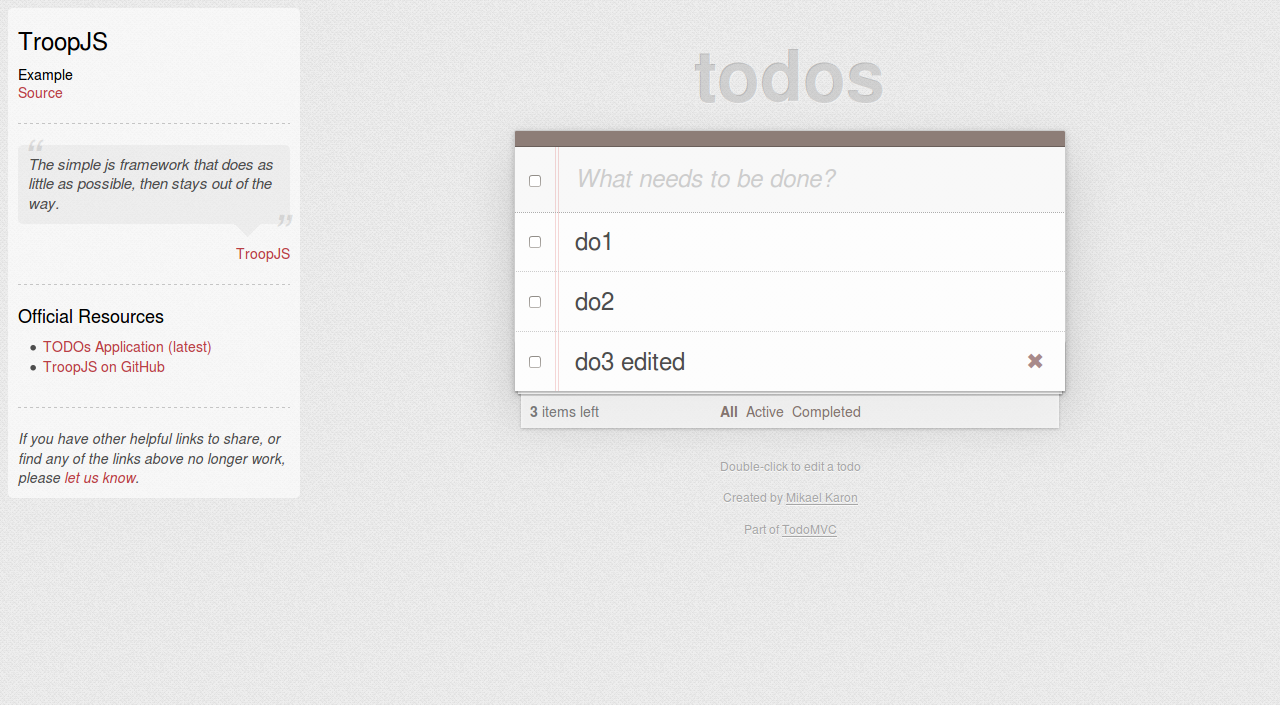 TroopJS
Example
Source
“
The simple js framework that does as
little as possible, then stays out of the
way.
”
TroopJS
Official Resources
• TODOs Application (latest)
• TroopJS on GitHub
If you have other helpful links to share, or
find any of the links above no longer work,
please let us know.
todos
What needs to be done?
do1
do2
do3 edited ✖
3 items left All Active Completed
Double-click to edit a todo
Created by Mikael Karon
Part of TodoMVC